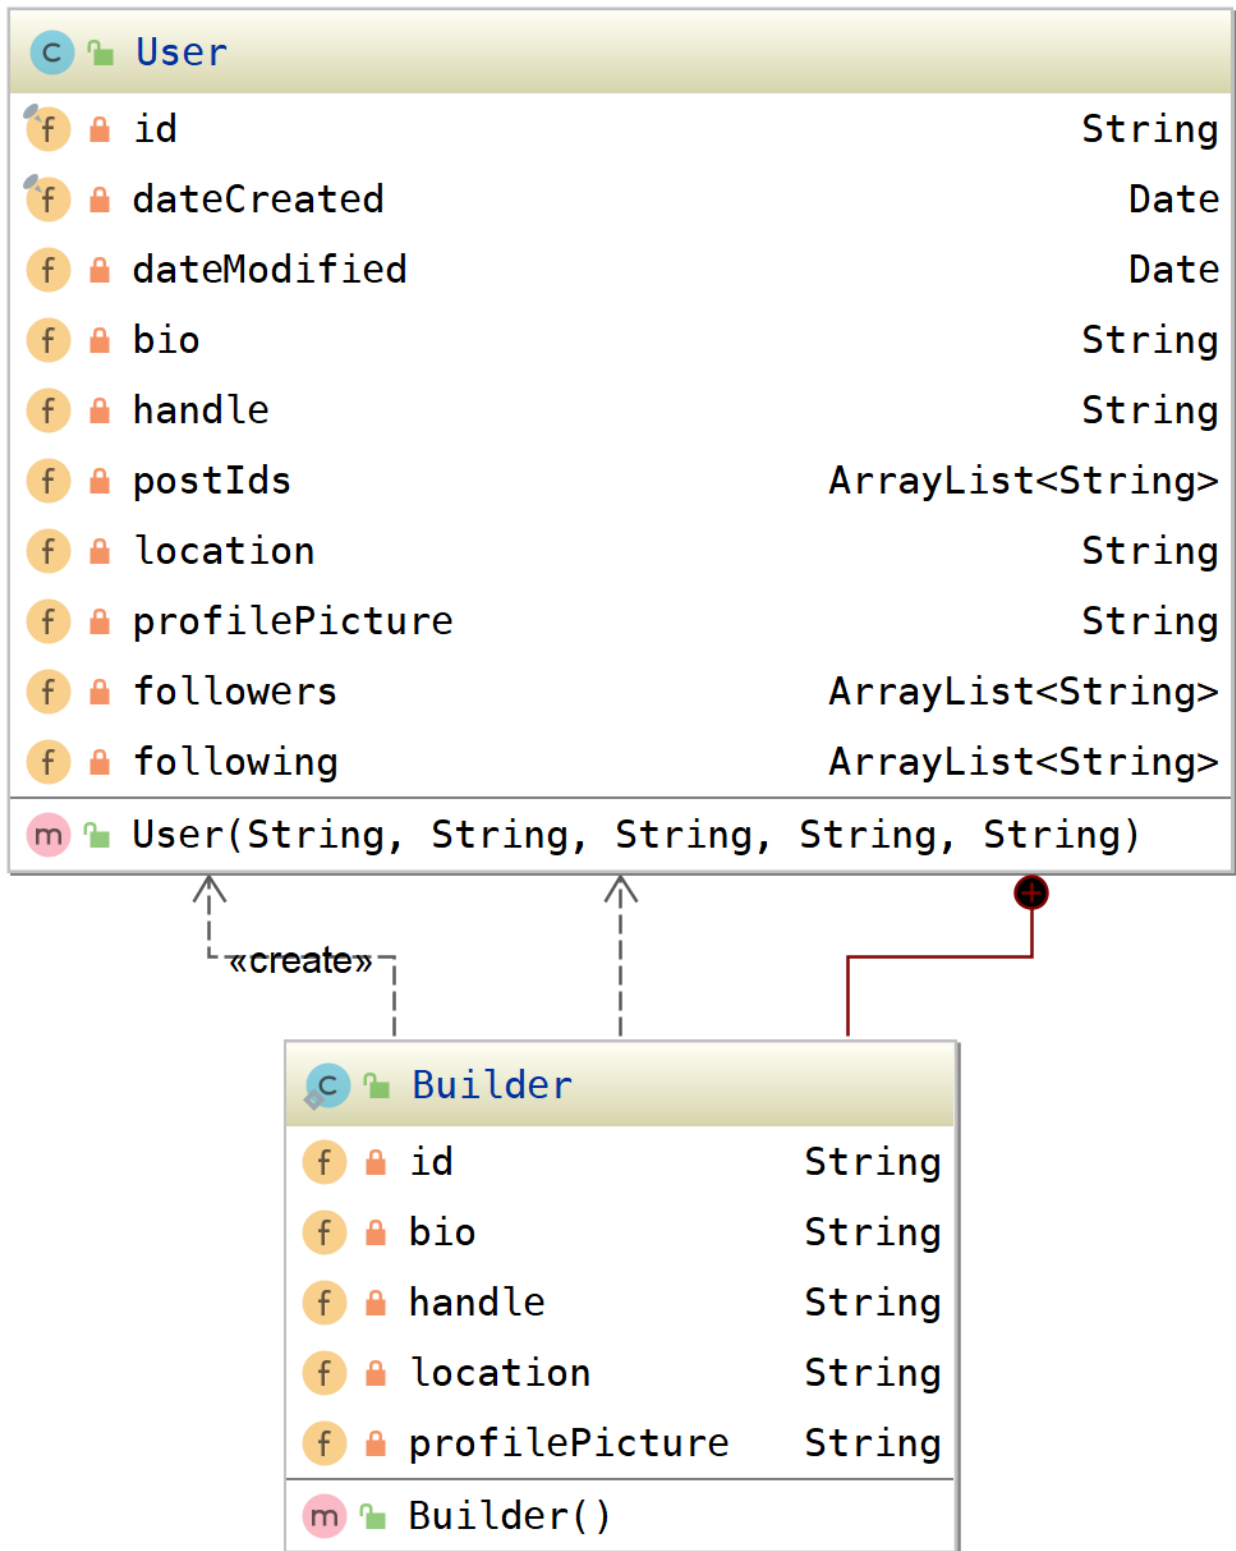 C User
f id String
f dateCreated Date
f dateModified Date
f bio String
f handle String
f postIds ArrayList<String>
f location String
f profilePicture String
f followers ArrayList<String>
f following ArrayList<String>
m User(String, String, String, String, String)
«create»
C Builder
f id String
f bio String
f handle String
f location String
f profilePicture String
m Builder()